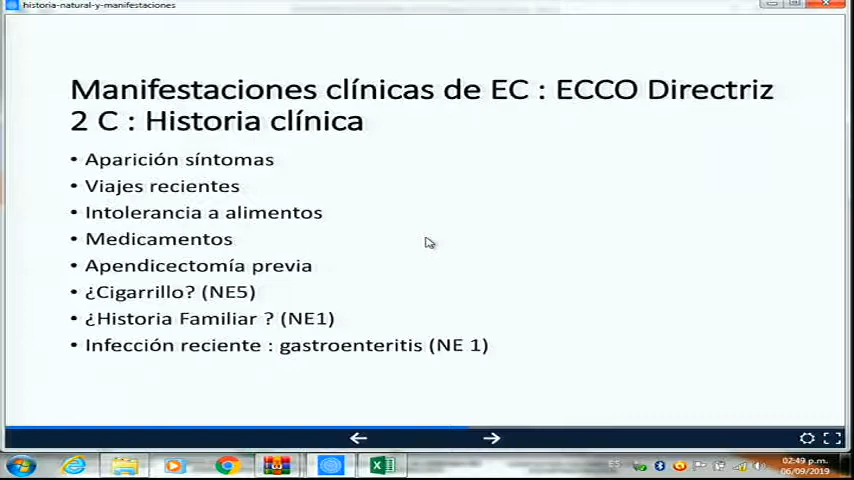 historia-natural-y-manifestaciones
Manifestaciones clínicas de EC : ECCO Directriz
2 C : Historia clínica
• Aparición síntomas
• Viajes recientes
• Intolerancia a alimentos
• Medicamentos
• Apendicectomía previa
• ¿Cigarrillo? (NE5)
• ¿Historia Familiar ? (NE1)
• Infección reciente : gastroenteritis (NE 1)
ES
02:49 p.m.
06/09/2019